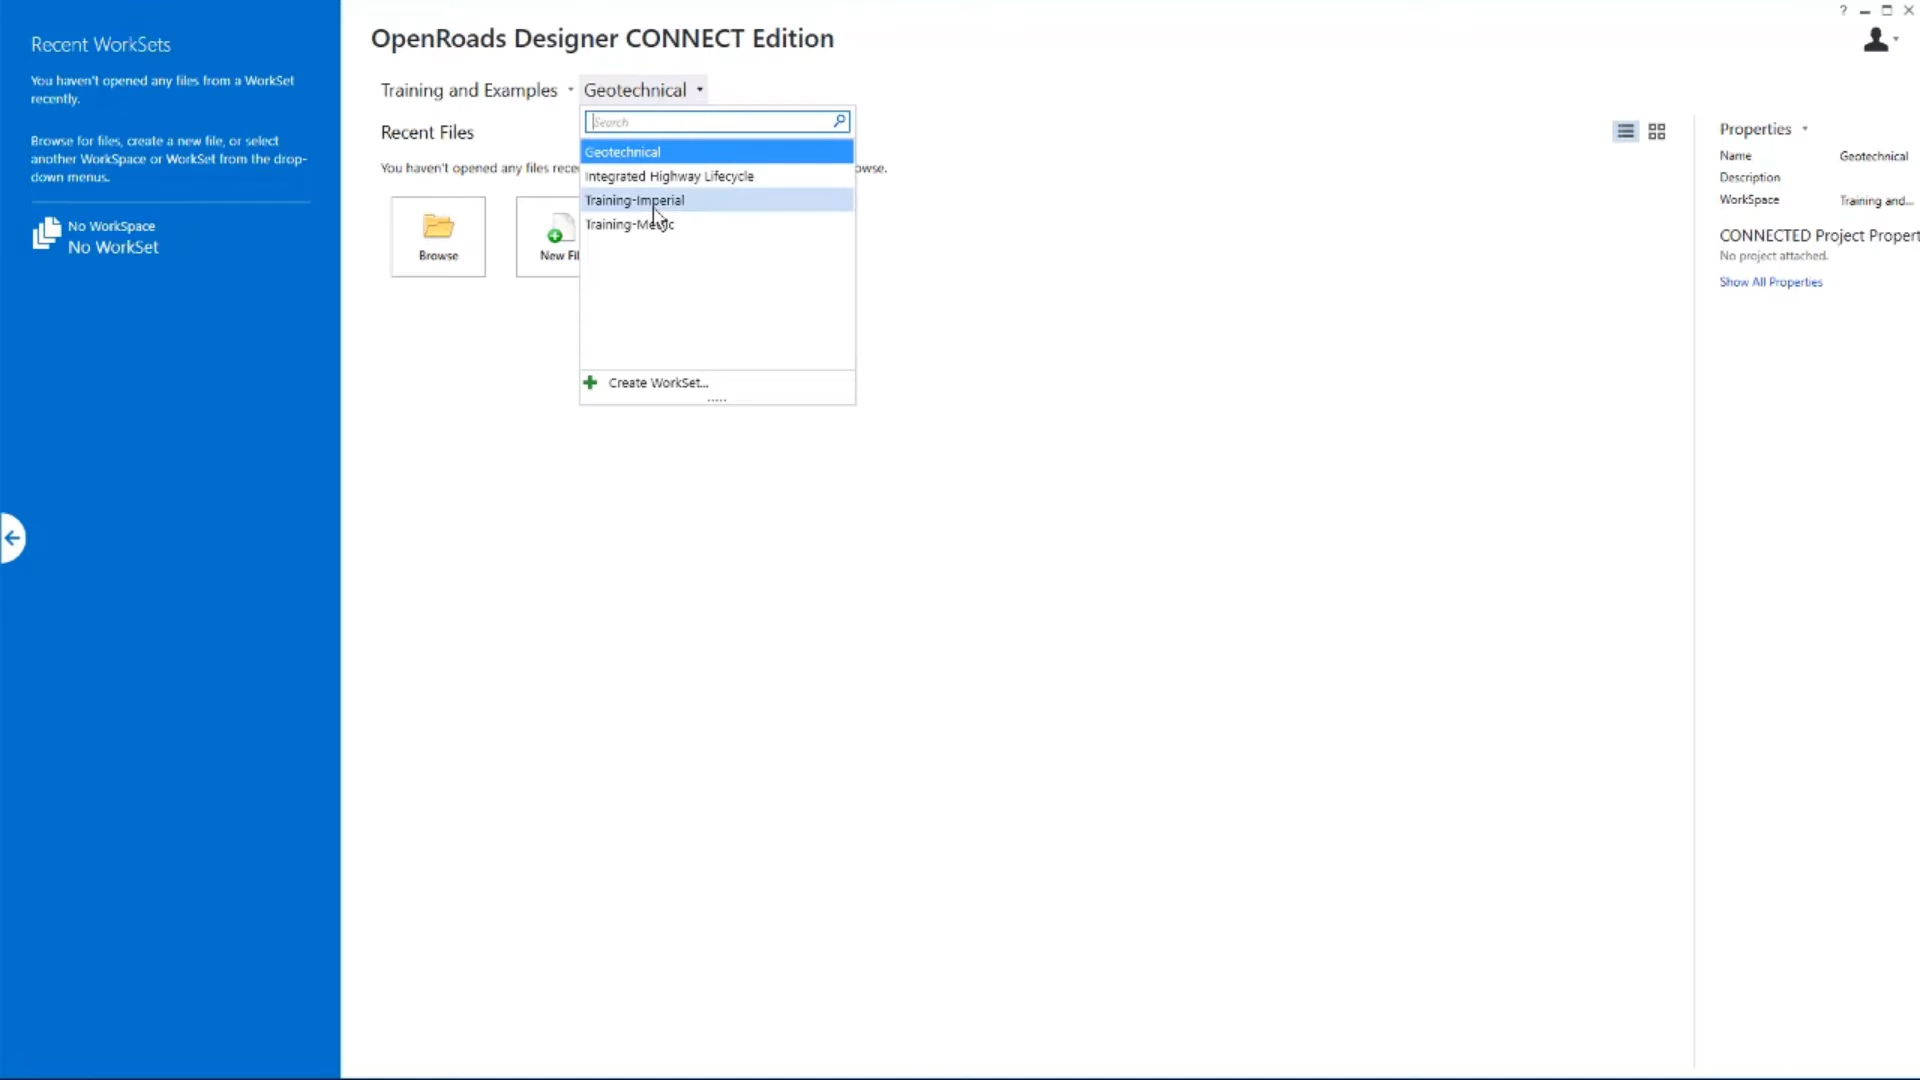 Recent WorkSets
You haven't opened any files from a WorkSet
recently.
Browse for files, create a new file, or select
another WorkSpace or WorkSet from the drop-
down menus.
No WorkSpace
No WorkSet
OpenRoads Designer CONNECT Edition
Training and Examples
Geotechnical
Search
Recent Files
You haven't opened any files rece
owse.
Geotechnical
Integrated Highway Lifecycle
Training-Imperial
Browse
New Fil
Create WorkSet...
?
Properties
Name Geotechnical
Description
WorkSpace Training and...
CONNECTED Project Propert
No project attached.
Show All Properties